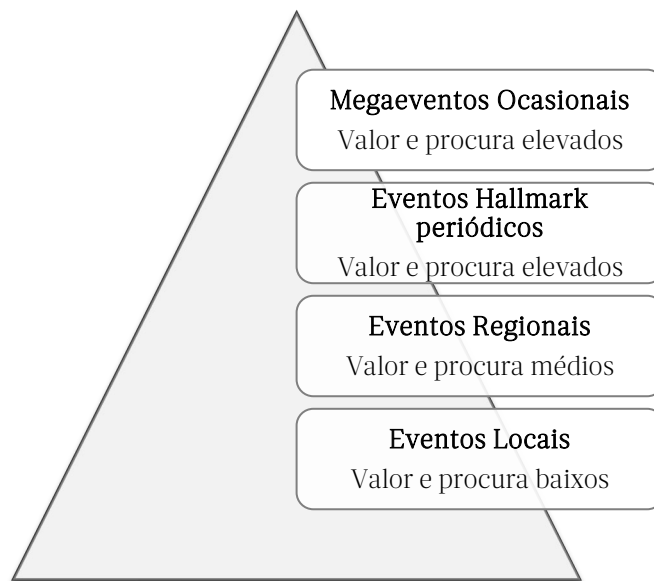 Megaeventos Ocasionais
Valor e procura elevados
Eventos Hallmark
periódicos
Valor e procura elevados
Eventos Regionais
Valor e procura médios
Eventos Locais
Valor e procura baixos